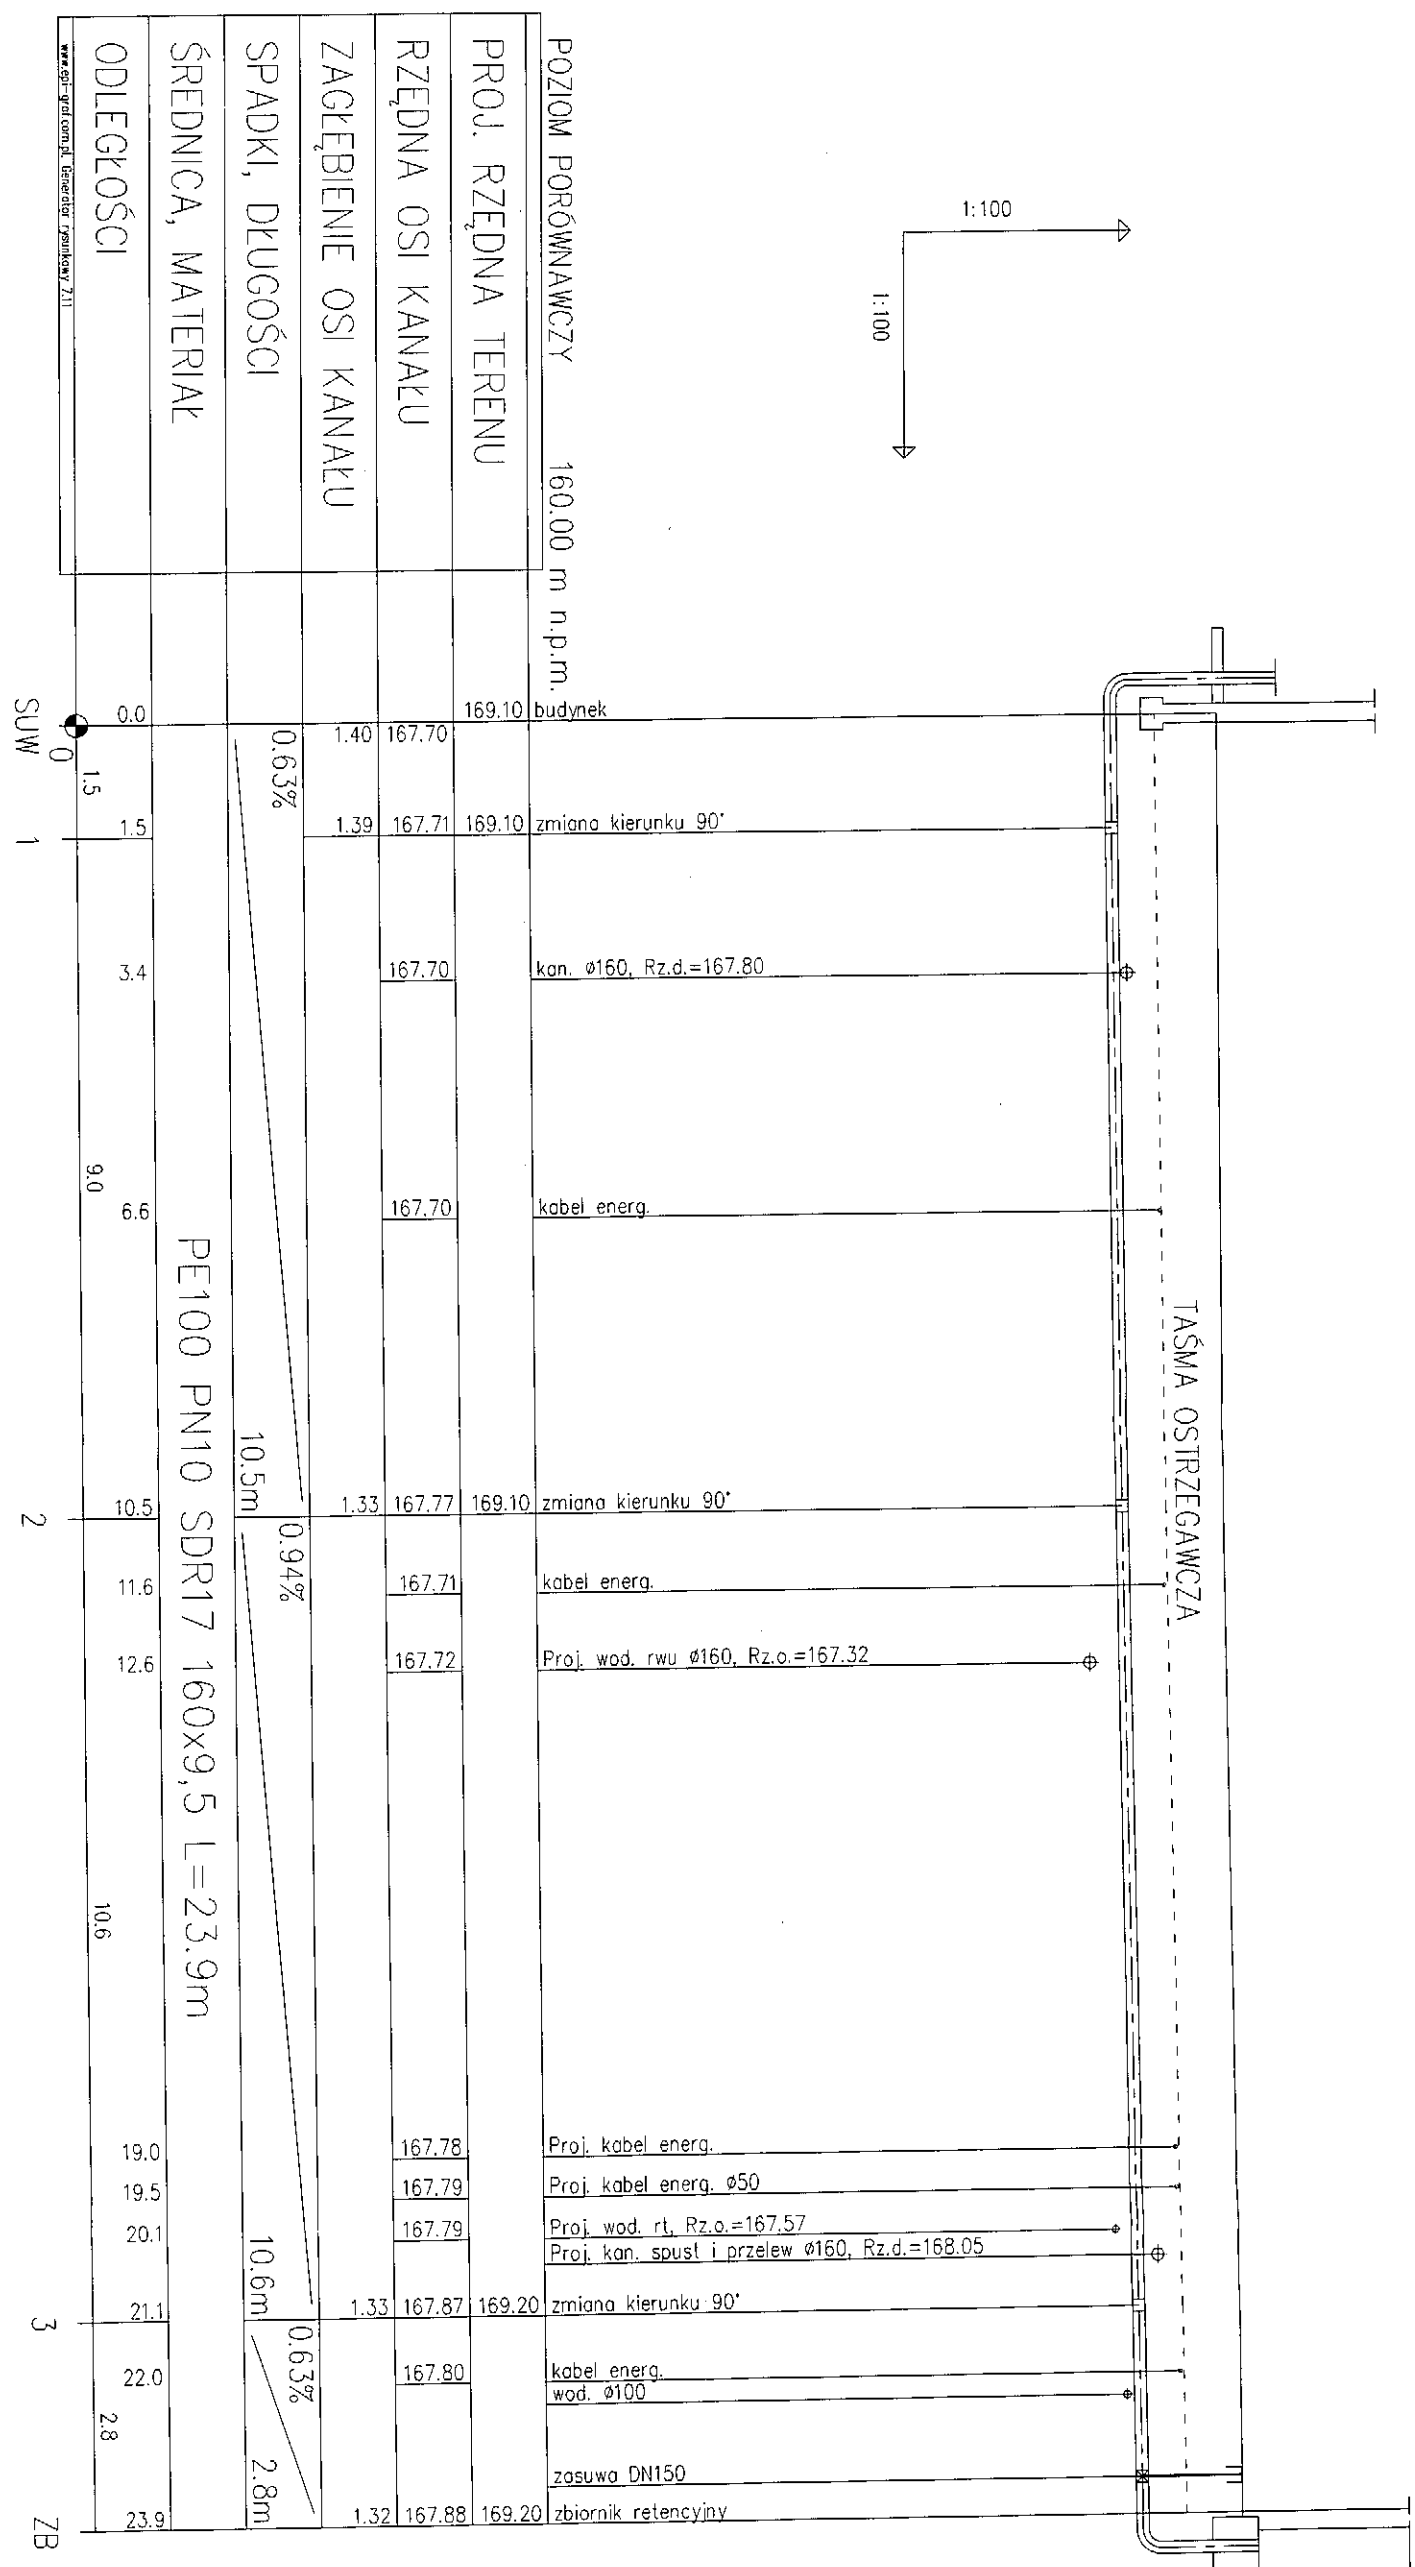 1:100
1:100
POZIOM PORÓWNAWCZY 160.00 m n.p.m.
PROJ. RZĘDNA TERENU
RZĘDNA OSI KANAŁU
ZAGŁĘBIENIE OSI KANAŁU
SPADKI, DŁUGOŚCI
ŚREDNICA, MATERIAŁ
ODLEGŁOŚCI
www.epi-graf.com.pl, Generator rysunkowy 7.11
TAŚMA OSTRZEGAWCZA
budynek
169.10
167.70
1.40
0.0
0
SUW
zmiana kierunku 90°
169.10
167.71
1.39
1.5
1
kan. ø160, Rz.d.=167.80
167.70
3.4
kabel energ.
167.70
6.6
zmiana kierunku 90°
169.10
167.77
1.33
10.5
2
kabel energ.
167.71
11.6
Proj. wod. rwu ø160, Rz.o.=167.32
167.72
12.6
Proj. kabel energ.
167.78
19.0
Proj. kabel energ. ø50
167.79
19.5
Proj. wod. rt, Rz.o.=167.57
167.79
20.1
Proj. kan. spust i przelew ø160, Rz.d.=168.05
zmiana kierunku 90°
169.20
167.87
1.33
21.1
3
kabel energ.
167.80
22.0
wod. ø100
zasuwa DN150
zbiornik retencyjny
169.20
167.88
1.32
23.9
ZB
0.63%
10.5m
0.94%
10.6m
0.63%
2.8m
PE100 PN10 SDR17 160x9,5 L=23.9m
1.5
9.0
10.6
2.8